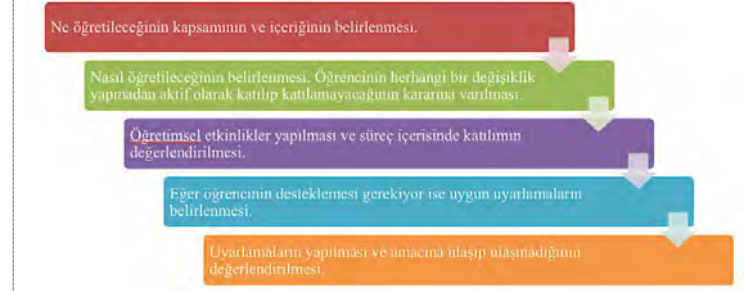 Ne öğretileceğinin kapsamının ve içeriğinin belirlenmesi.
Nasıl öğretileceğinin belirlenmesi. Öğrencinin herhangi bir değişiklik
yapmadan aktif olarak katılıp katılamayacağının kararına varılması.
Öğretimsel etkinlikler yapılması ve süreç içerisinde katılımın
değerlendirilmesi.
Eğer öğrencinin desteklemesi gerekiyor ise uygun uyarlamaların
belirlenmesi.
Uyarlamaların yapılması ve amacına ulaşıp ulaşmadığının
değerlendirilmesi.